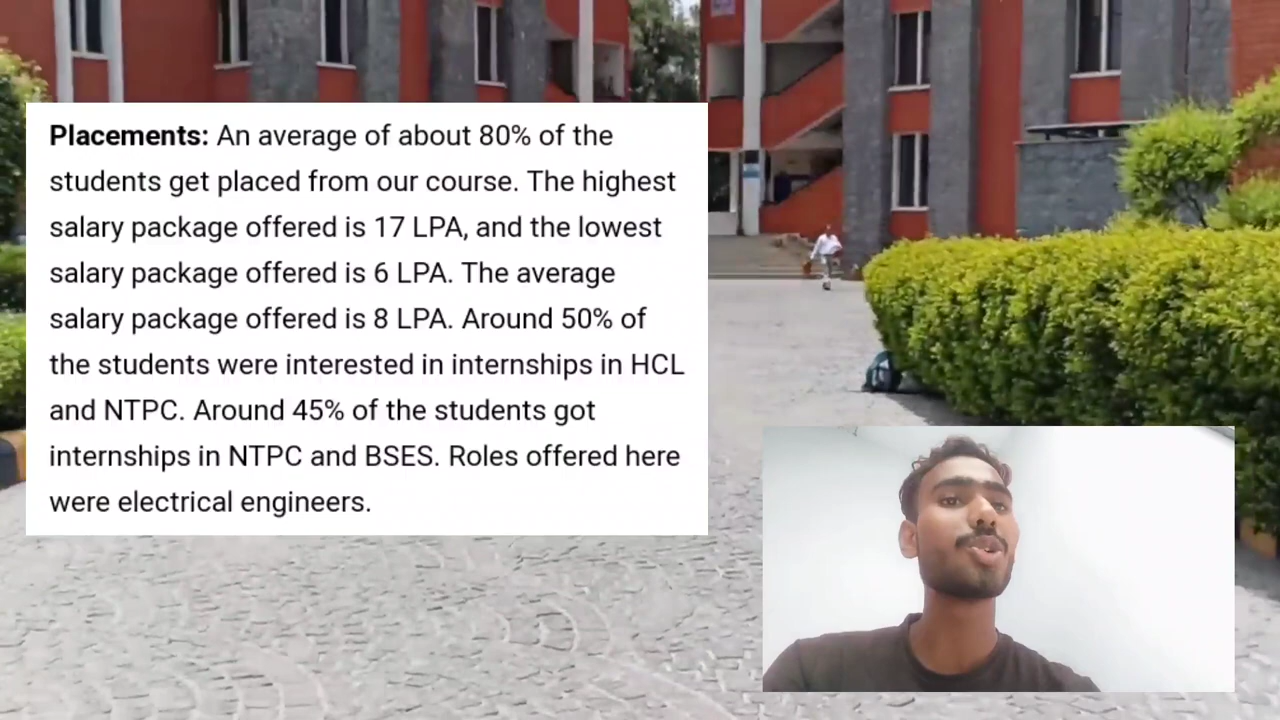 Placements: An average of about 80% of the
students get placed from our course. The highest
salary package offered is 17 LPA, and the lowest
salary package offered is 6 LPA. The average
salary package offered is 8 LPA. Around 50% of
the students were interested in internships in HCL
and NTPC. Around 45% of the students got
internships in NTPC and BSES. Roles offered here
were electrical engineers.